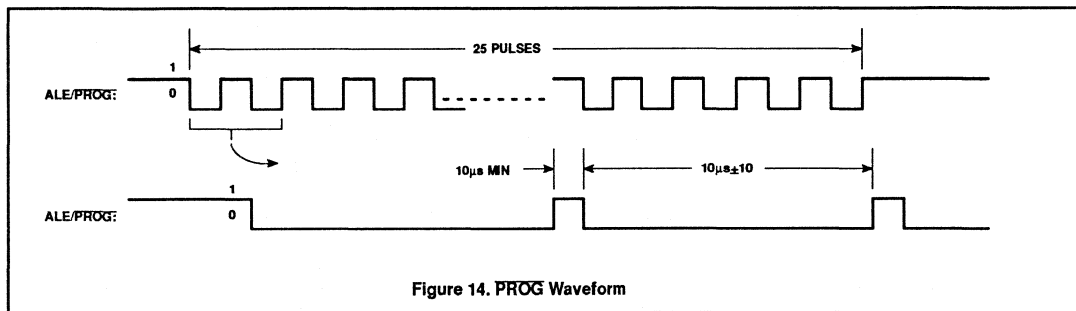 25 PULSES
1
ALE/PROG:
0
10µs MIN
10µs±10
1
ALE/PROG:
0
Figure 14. PROG Waveform